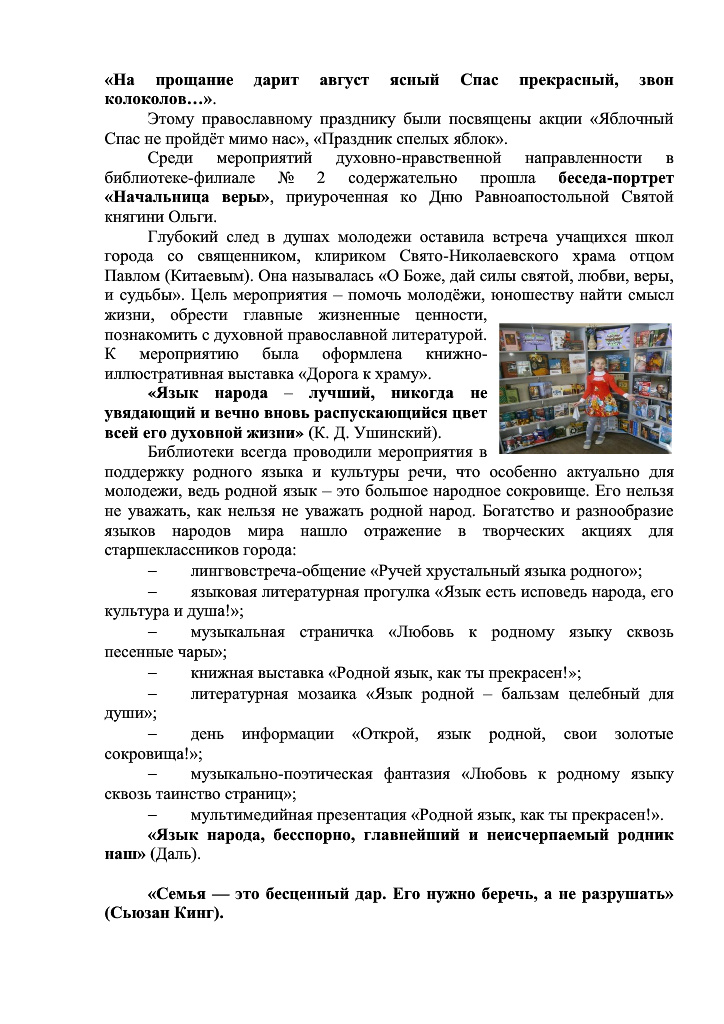 «На прощание дарит август ясный Спас прекрасный, звон
колоколов…».
Этому православному празднику были посвящены акции «Яблочный
Спас не пройдёт мимо нас», «Праздник спелых яблок».
Среди мероприятий духовно-нравственной направленности в
библиотеке-филиале № 2 содержательно прошла беседа-портрет
«Начальница веры», приуроченная ко Дню Равноапостольной Святой
княгини Ольги.
Глубокий след в душах молодежи оставила встреча учащихся школ
города со священником, клириком Свято-Николаевского храма отцом
Павлом (Китаевым). Она называлась «О Боже, дай силы святой, любви, веры,
и судьбы». Цель мероприятия – помочь молодёжи, юношеству найти смысл
жизни, обрести главные жизненные ценности,
познакомить с духовной православной литературой.
К мероприятию была оформлена книжно-
иллюстративная выставка «Дорога к храму».
«Язык народа – лучший, никогда не
увядающий и вечно вновь распускающийся цвет
всей его духовной жизни» (К. Д. Ушинский).
Библиотеки всегда проводили мероприятия в
поддержку родного языка и культуры речи, что особенно актуально для
молодежи, ведь родной язык – это большое народное сокровище. Его нельзя
не уважать, как нельзя не уважать родной народ. Богатство и разнообразие
языков народов мира нашло отражение в творческих акциях для
старшеклассников города:
– лингвовстреча-общение «Ручей хрустальный языка родного»;
– языковая литературная прогулка «Язык есть исповедь народа, его
культура и душа!»;
– музыкальная страничка «Любовь к родному языку сквозь
песенные чары»;
– книжная выставка «Родной язык, как ты прекрасен!»;
– литературная мозаика «Язык родной – бальзам целебный для
души»;
– день информации «Открой, язык родной, свои золотые
сокровища!»;
– музыкально-поэтическая фантазия «Любовь к родному языку
сквозь таинство страниц»;
– мультимедийная презентация «Родной язык, как ты прекрасен!».
«Язык народа, бесспорно, главнейший и неисчерпаемый родник
наш» (Даль).
«Семья — это бесценный дар. Его нужно беречь, а не разрушать»
(Сьюзан Кинг).